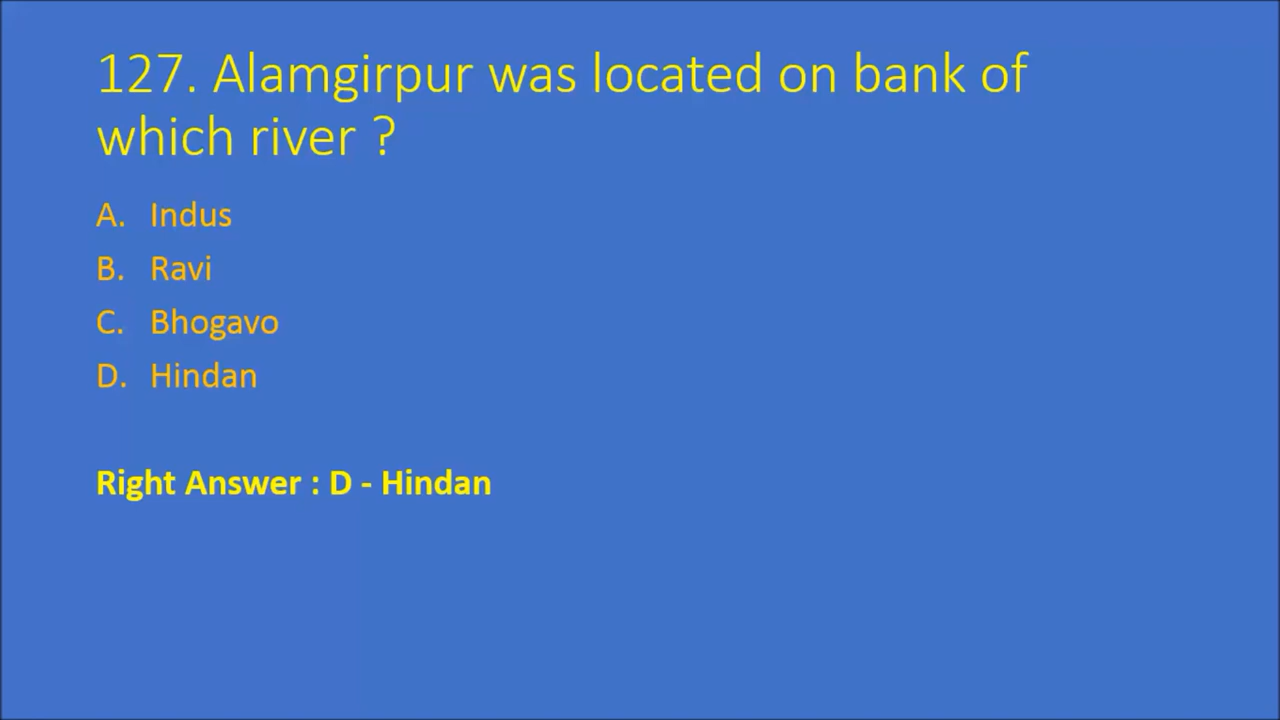 127. Alamgirpur was located on bank of
which river ?
A. Indus
B. Ravi
C. Bhogavo
D. Hindan
Right Answer : D - Hindan